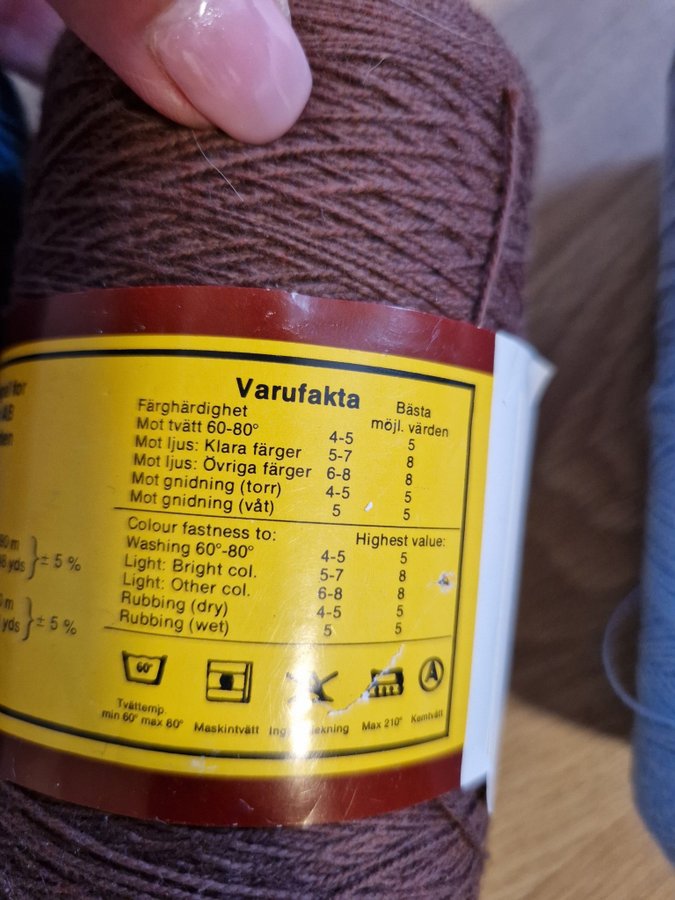 Varufakta
Färghärdighet Bästa möjl. värden
Mot tvätt 60-80° 4-5 5
Mot ljus: Klara färger 5-7 8
Mot ljus: Övriga färger 6-8 8
Mot gnidning (torr) 4-5 5
Mot gnidning (våt) 5 5
Colour fastness to: Highest value:
Washing 60°-80° 4-5 5
Light: Bright col. 5-7 8
Light: Other col. 6-8 8
Rubbing (dry) 4-5 5
Rubbing (wet) 5 5
m
yds } ± 5 %
m
yds } ± 5 %
60°
A
Tvättemp.
min 60° max 80° Maskintvätt Max 210° Kemtvätt